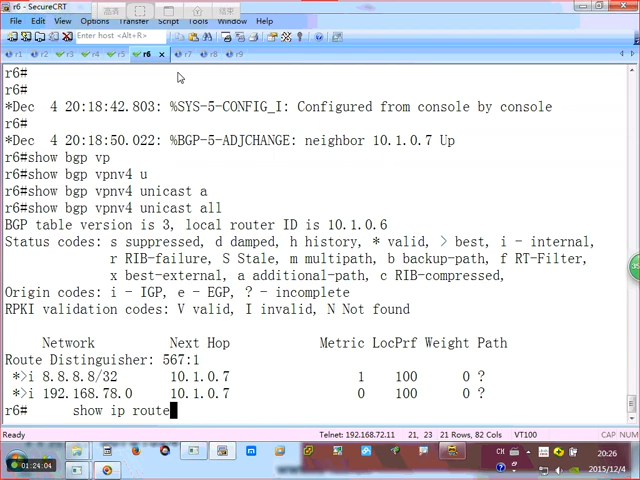 r6 - SecureCRT
高清
结束
File Edit View Options Transfer Script Tools Window Help
Enter host <Alt+R>
r1 r2 r3 r4 r5 r6 r7 r8 r9
r6#
r6#
*Dec 4 20:18:42.803: %SYS-5-CONFIG_I: Configured from console by console
r6#
*Dec 4 20:18:50.022: %BGP-5-ADJCHANGE: neighbor 10.1.0.7 Up
r6#show bgp vp
r6#show bgp vpnv4 u
r6#show bgp vpnv4 unicast a
r6#show bgp vpnv4 unicast all
BGP table version is 3, local router ID is 10.1.0.6
Status codes: s suppressed, d damped, h history, * valid, > best, i - internal,
r RIB-failure, S Stale, m multipath, b backup-path, f RT-Filter,
x best-external, a additional-path, c RIB-compressed,
Origin codes: i - IGP, e - EGP, ? - incomplete
RPKI validation codes: V valid, I invalid, N Not found
Network Next Hop Metric LocPrf Weight Path
Route Distinguisher: 567:1
*>i 8.8.8.8/32 10.1.0.7 1 100 0 ?
*>i 192.168.78.0 10.1.0.7 0 100 0 ?
r6# show ip route
35
Ready Telnet: 192.168.72.11 21, 23 21 Rows, 82 Cols VT100 CAP NUM
CH
20:26
01:24:04
2015/12/4